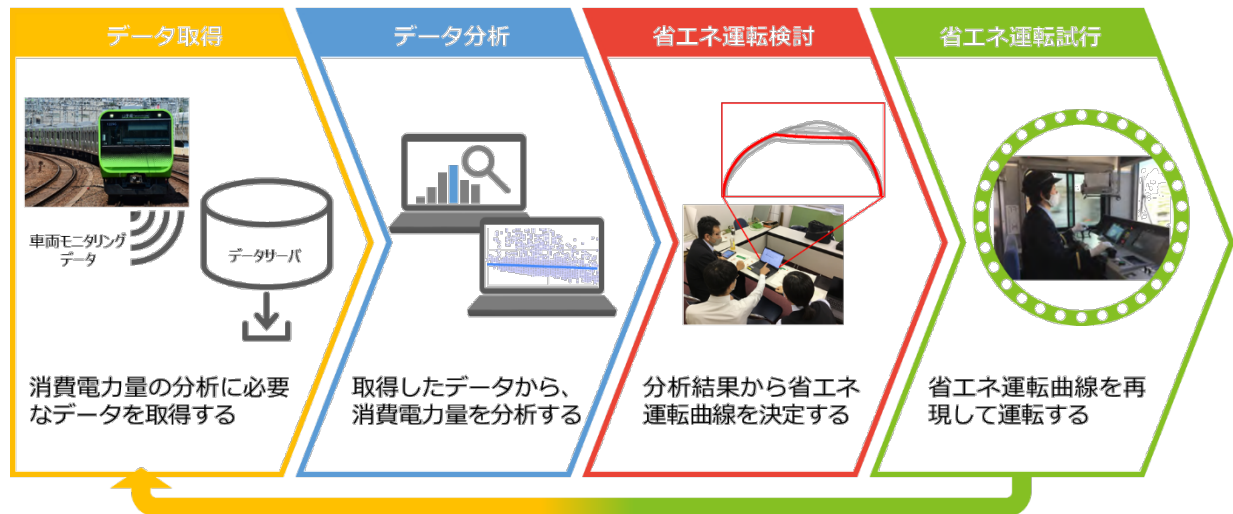 データ取得
データ分析
省エネ運転検討
省エネ運転試行
車両モニタリング
データ
データサーバ
消費電力量の分析に必要
なデータを取得する
取得したデータから、
消費電力量を分析する
分析結果から省エネ
運転曲線を決定する
省エネ運転曲線を再
現して運転する